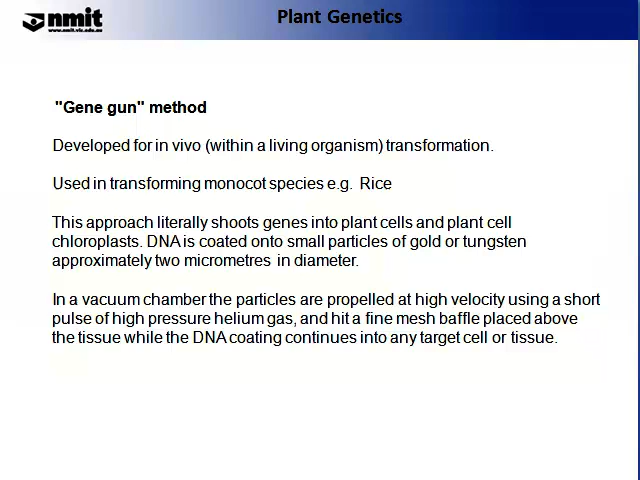 nmit
www.nmit.vic.edu.au
Plant Genetics
"Gene gun" method
Developed for in vivo (within a living organism) transformation.
Used in transforming monocot species e.g. Rice
This approach literally shoots genes into plant cells and plant cell
chloroplasts. DNA is coated onto small particles of gold or tungsten
approximately two micrometres in diameter.
In a vacuum chamber the particles are propelled at high velocity using a short
pulse of high pressure helium gas, and hit a fine mesh baffle placed above
the tissue while the DNA coating continues into any target cell or tissue.